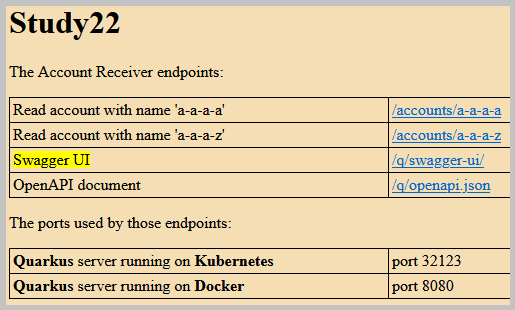 Study22
The Account Receiver endpoints:
Read account with name 'a-a-a-a' /accounts/a-a-a-a
Read account with name 'a-a-a-z' /accounts/a-a-a-z
Swagger UI /q/swagger-ui/
OpenAPI document /q/openapi.json
The ports used by those endpoints:
Quarkus server running on Kubernetes port 32123
Quarkus server running on Docker port 8080